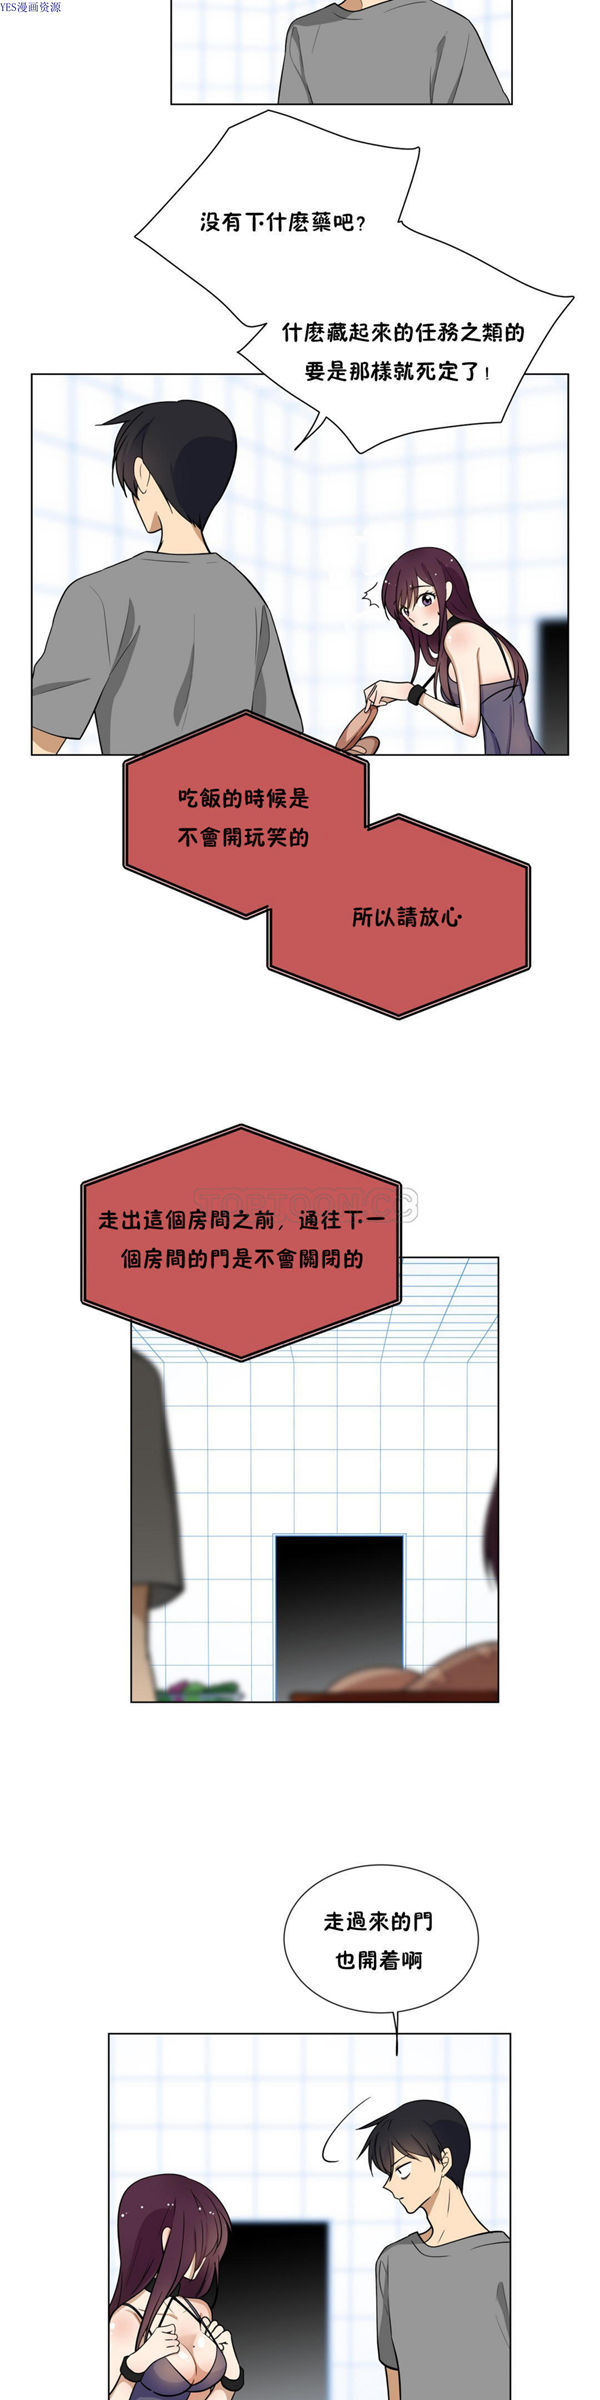 YES漫画资源
没有下什麽藥吧？
什麽藏起來的任務之類的
要是那樣就死定了！
吃飯的時候是
不會開玩笑的
所以請放心
TOPTOON.CC
走出這個房間之前，通往下一
個房間的門是不會關閉的
走過來的門
也開着啊